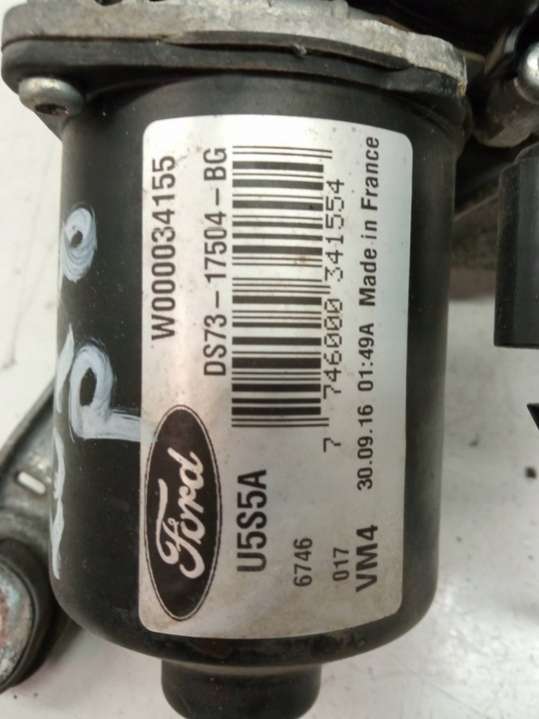 W000034155
DS73-17504-BG
7 746000 341554
30.09.16 01:49A Made in France
Ford
U5S5A
6746
017
VM4